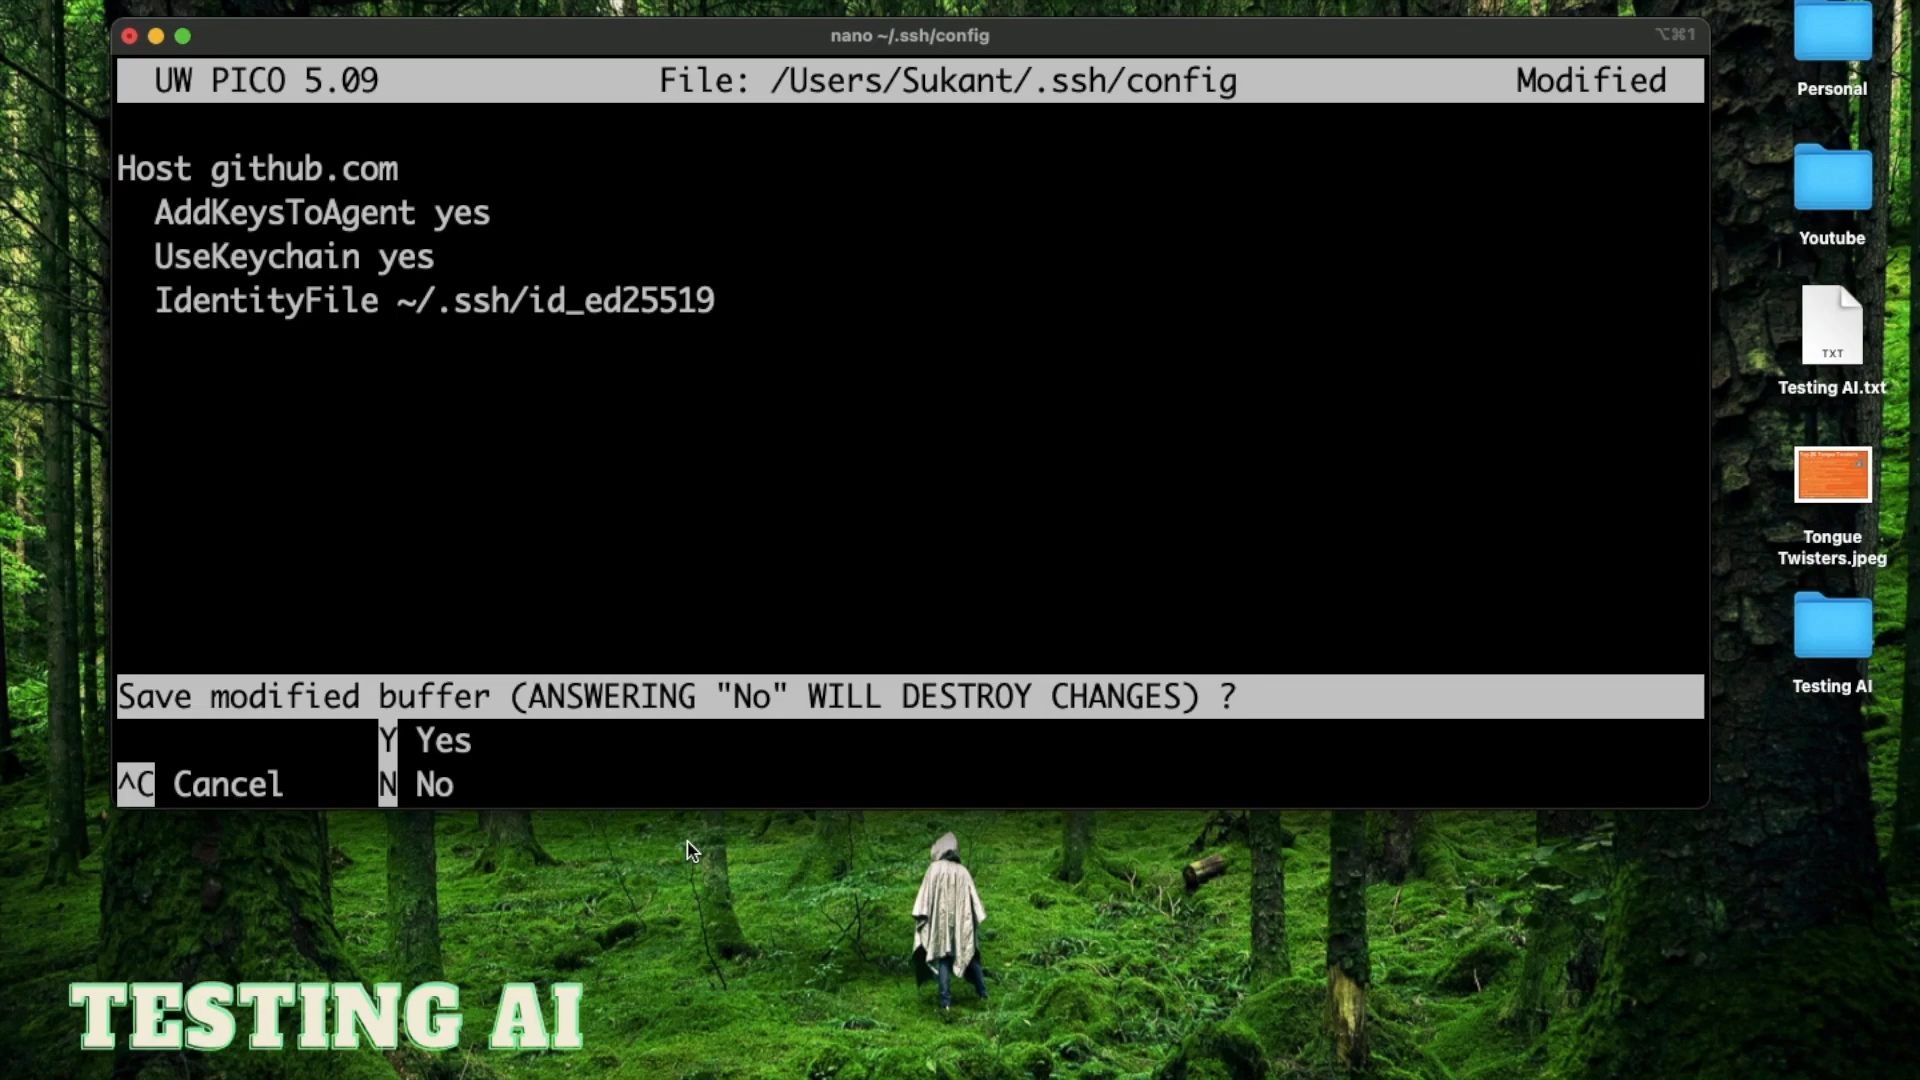 nano ~/.ssh/config
⌥⌘1
UW PICO 5.09 File: /Users/Sukant/.ssh/config Modified
Host github.com
AddKeysToAgent yes
UseKeychain yes
IdentityFile ~/.ssh/id_ed25519
Save modified buffer (ANSWERING "No" WILL DESTROY CHANGES) ?
Y Yes
^C Cancel N No
Personal
Youtube
TXT
Testing AI.txt
Tongue
Twisters.jpeg
Testing AI
TESTING AI